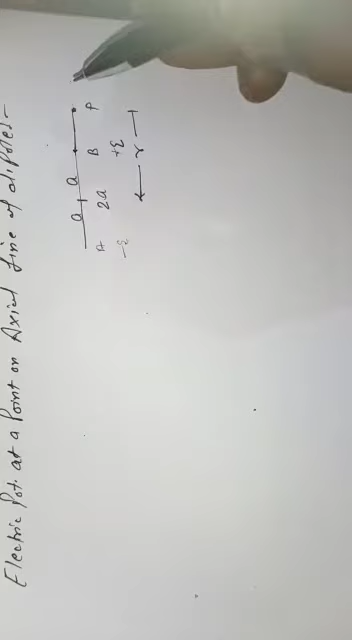 Electric Pot. at a Point on Axial Line of dipoles:-
a a
A 2a B P
-ε +ε
r